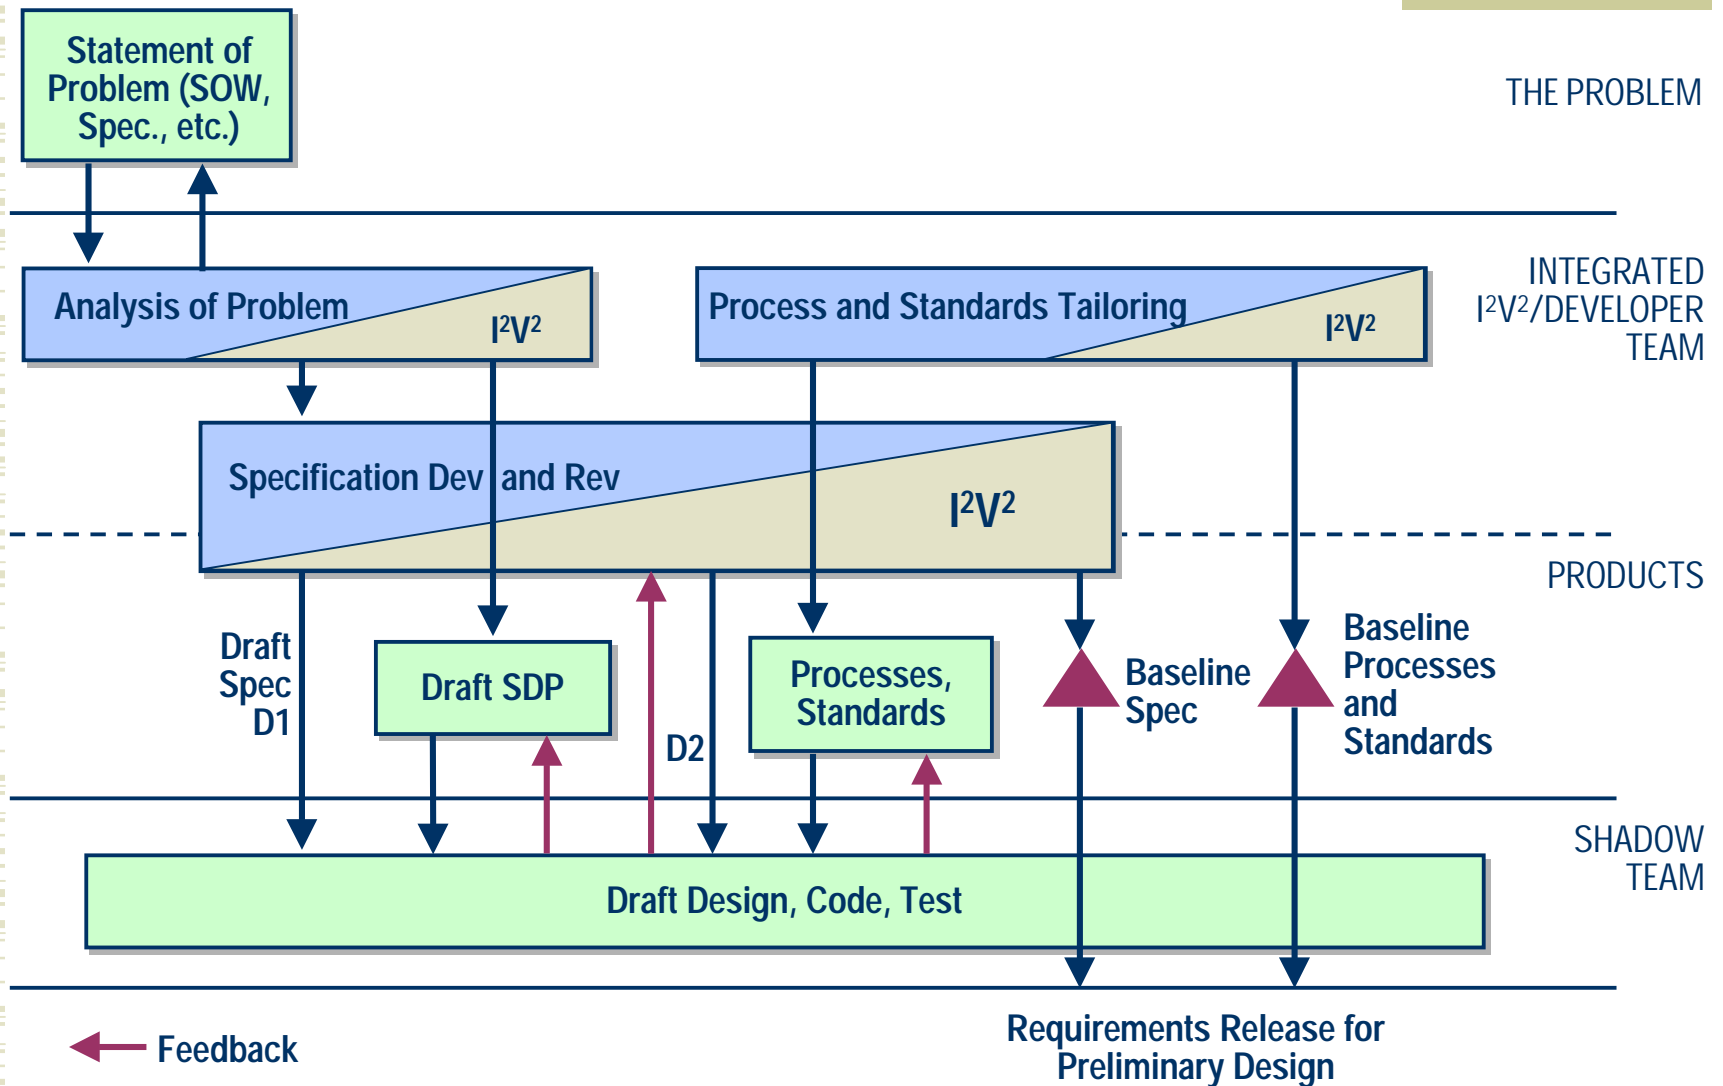 Statement of
Problem (SOW,
Spec., etc.)
THE PROBLEM
Analysis of Problem
I²V²
Process and Standards Tailoring
I²V²
INTEGRATED
I²V²/DEVELOPER
TEAM
Specification Dev and Rev
I²V²
PRODUCTS
Draft
Spec
D1
Draft SDP
D2
Processes,
Standards
Baseline
Spec
Baseline
Processes
and
Standards
SHADOW
TEAM
Draft Design, Code, Test
Feedback
Requirements Release for
Preliminary Design